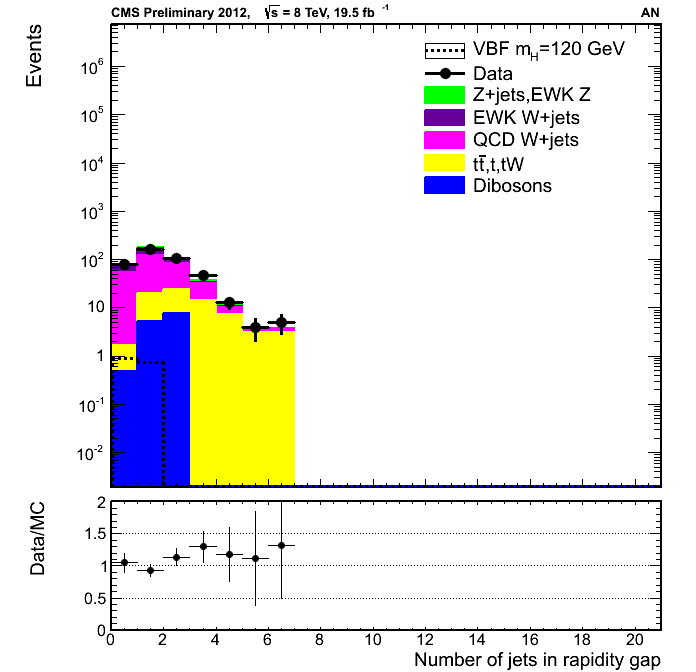 CMS Preliminary 2012, √s = 8 TeV, 19.5 fb⁻¹ AN
Events
VBF m_H=120 GeV
Data
Z+jets,EWK Z
EWK W+jets
QCD W+jets
tt̄,t,tW
Dibosons
10⁶
10⁵
10⁴
10³
10²
10
1
10⁻¹
10⁻²
Data/MC
2
1.5
1
0.5
0
0 2 4 6 8 10 12 14 16 18 20
Number of jets in rapidity gap